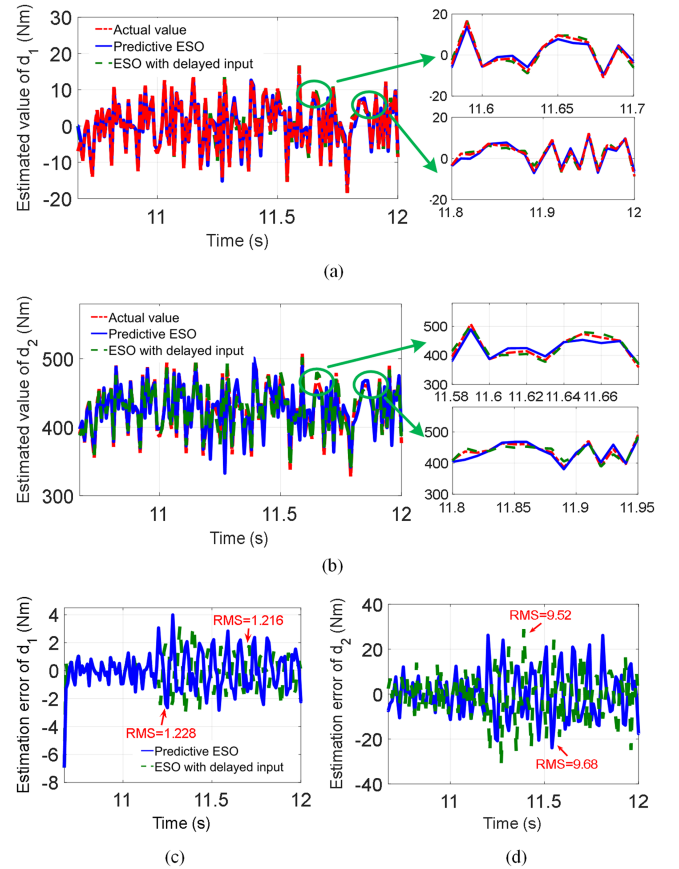 Estimated value of d1 (Nm)
30
20
10
0
-10
-20
Actual value
Predictive ESO
ESO with delayed input
11
11.5
12
Time (s)
20
0
-20
11.6
11.65
11.7
20
0
-20
11.8
11.9
12
(a)
Estimated value of d2 (Nm)
500
400
300
Actual value
Predictive ESO
ESO with delayed input
11
11.5
12
Time (s)
500
400
300
11.58
11.6
11.62
11.64
11.66
500
400
300
11.8
11.85
11.9
11.95
(b)
Estimation error of d1 (Nm)
4
2
0
-2
-4
-6
-8
RMS=1.216
RMS=1.228
Predictive ESO
ESO with delayed input
11
11.5
12
Time (s)
(c)
Estimation error of d2 (Nm)
40
20
0
-20
-40
RMS=9.52
RMS=9.68
11
11.5
12
Time (s)
(d)